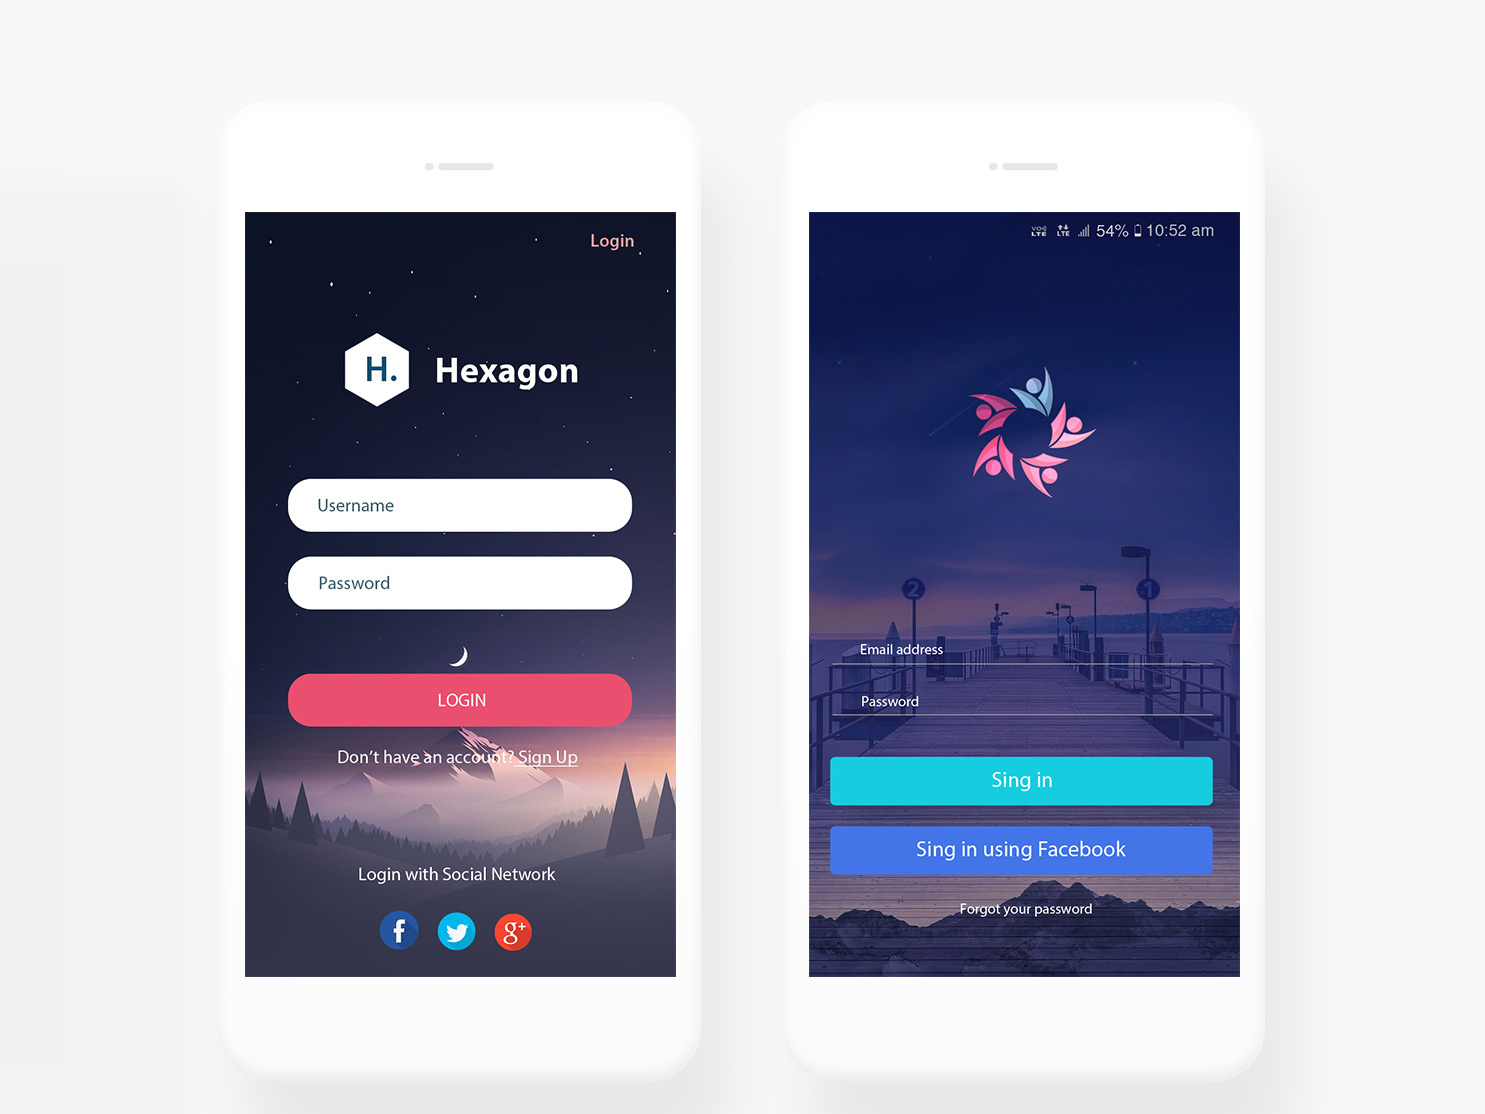 Login
H.
Hexagon
Username
Password
LOGIN
Don’t have an account? Sign Up
Login with Social Network
f
g+
VO LTE LTE 54% 10:52 am
2
1
Email address
Password
Sing in
Sing in using Facebook
Forgot your password